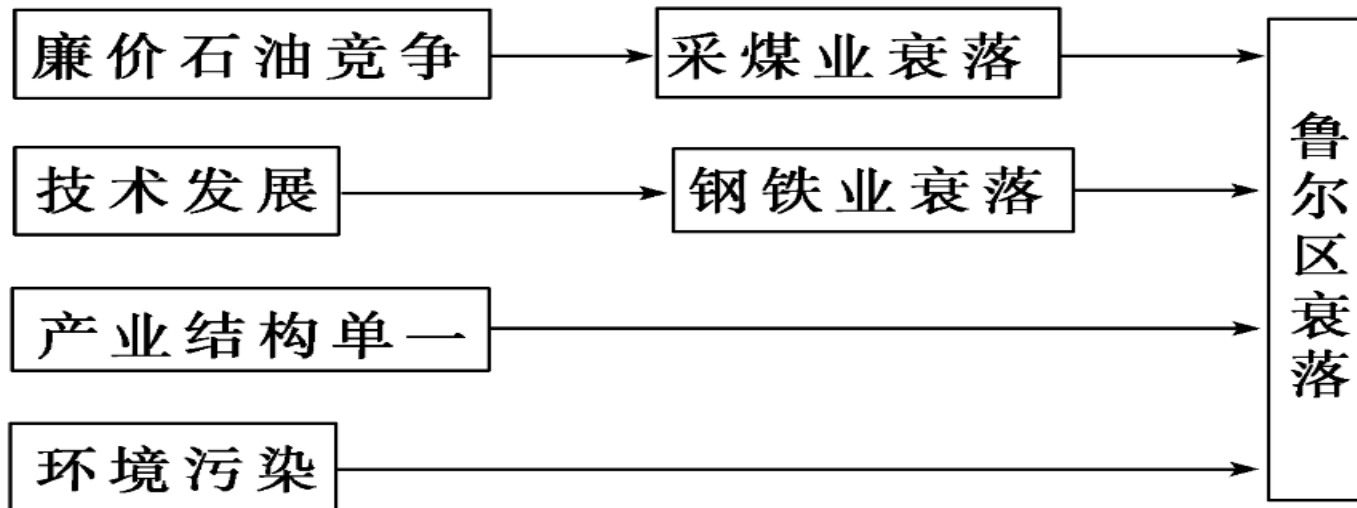 廉价石油竞争
采煤业衰落
技术发展
钢铁业衰落
产业结构单一
环境污染
鲁尔区衰落